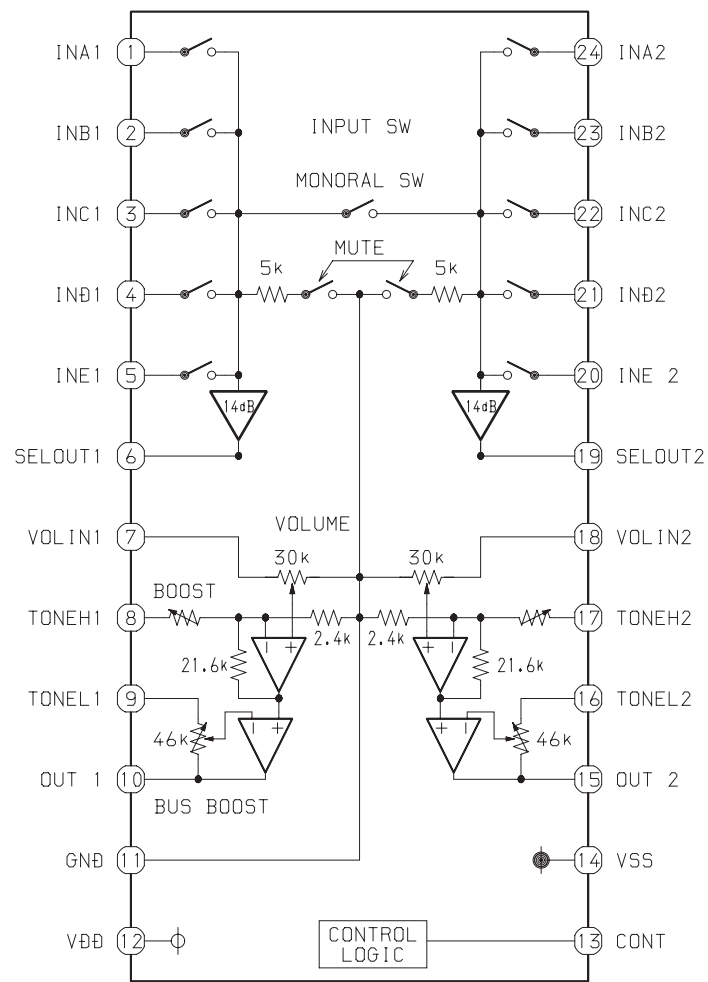 INA1 1 24 INA2
INB1 2 INPUT SW 23 INB2
MONORAL SW
INC1 3 22 INC2
MUTE
5k 5k
IND1 4 21 IND2
INE1 5 20 INE 2
14dB 14dB
SELOUT1 6 19 SELOUT2
VOLUME
VOLIN1 7 18 VOLIN2
30k 30k
BOOST
TONEH1 8 17 TONEH2
2.4k 2.4k
- + + -
21.6k 21.6k
TONEL1 9 16 TONEL2
- + + -
46k 46k
OUT 1 10 15 OUT 2
BUS BOOST
GND 11 14 VSS
VDD 12 CONTROL 13 CONT
LOGIC